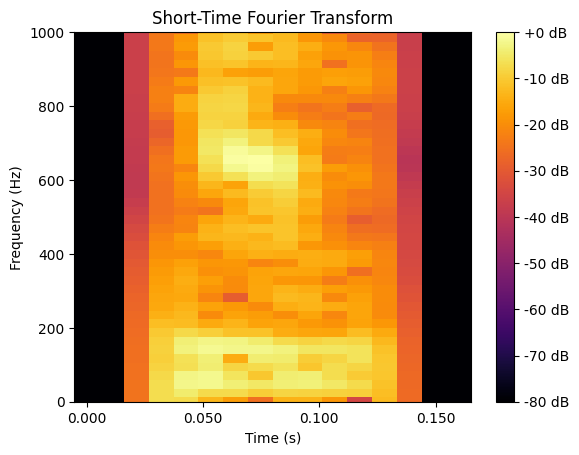 Short-Time Fourier Transform
1000
800
600
400
200
0
Frequency (Hz)
0.000
0.050
0.100
0.150
Time (s)
+0 dB
-10 dB
-20 dB
-30 dB
-40 dB
-50 dB
-60 dB
-70 dB
-80 dB